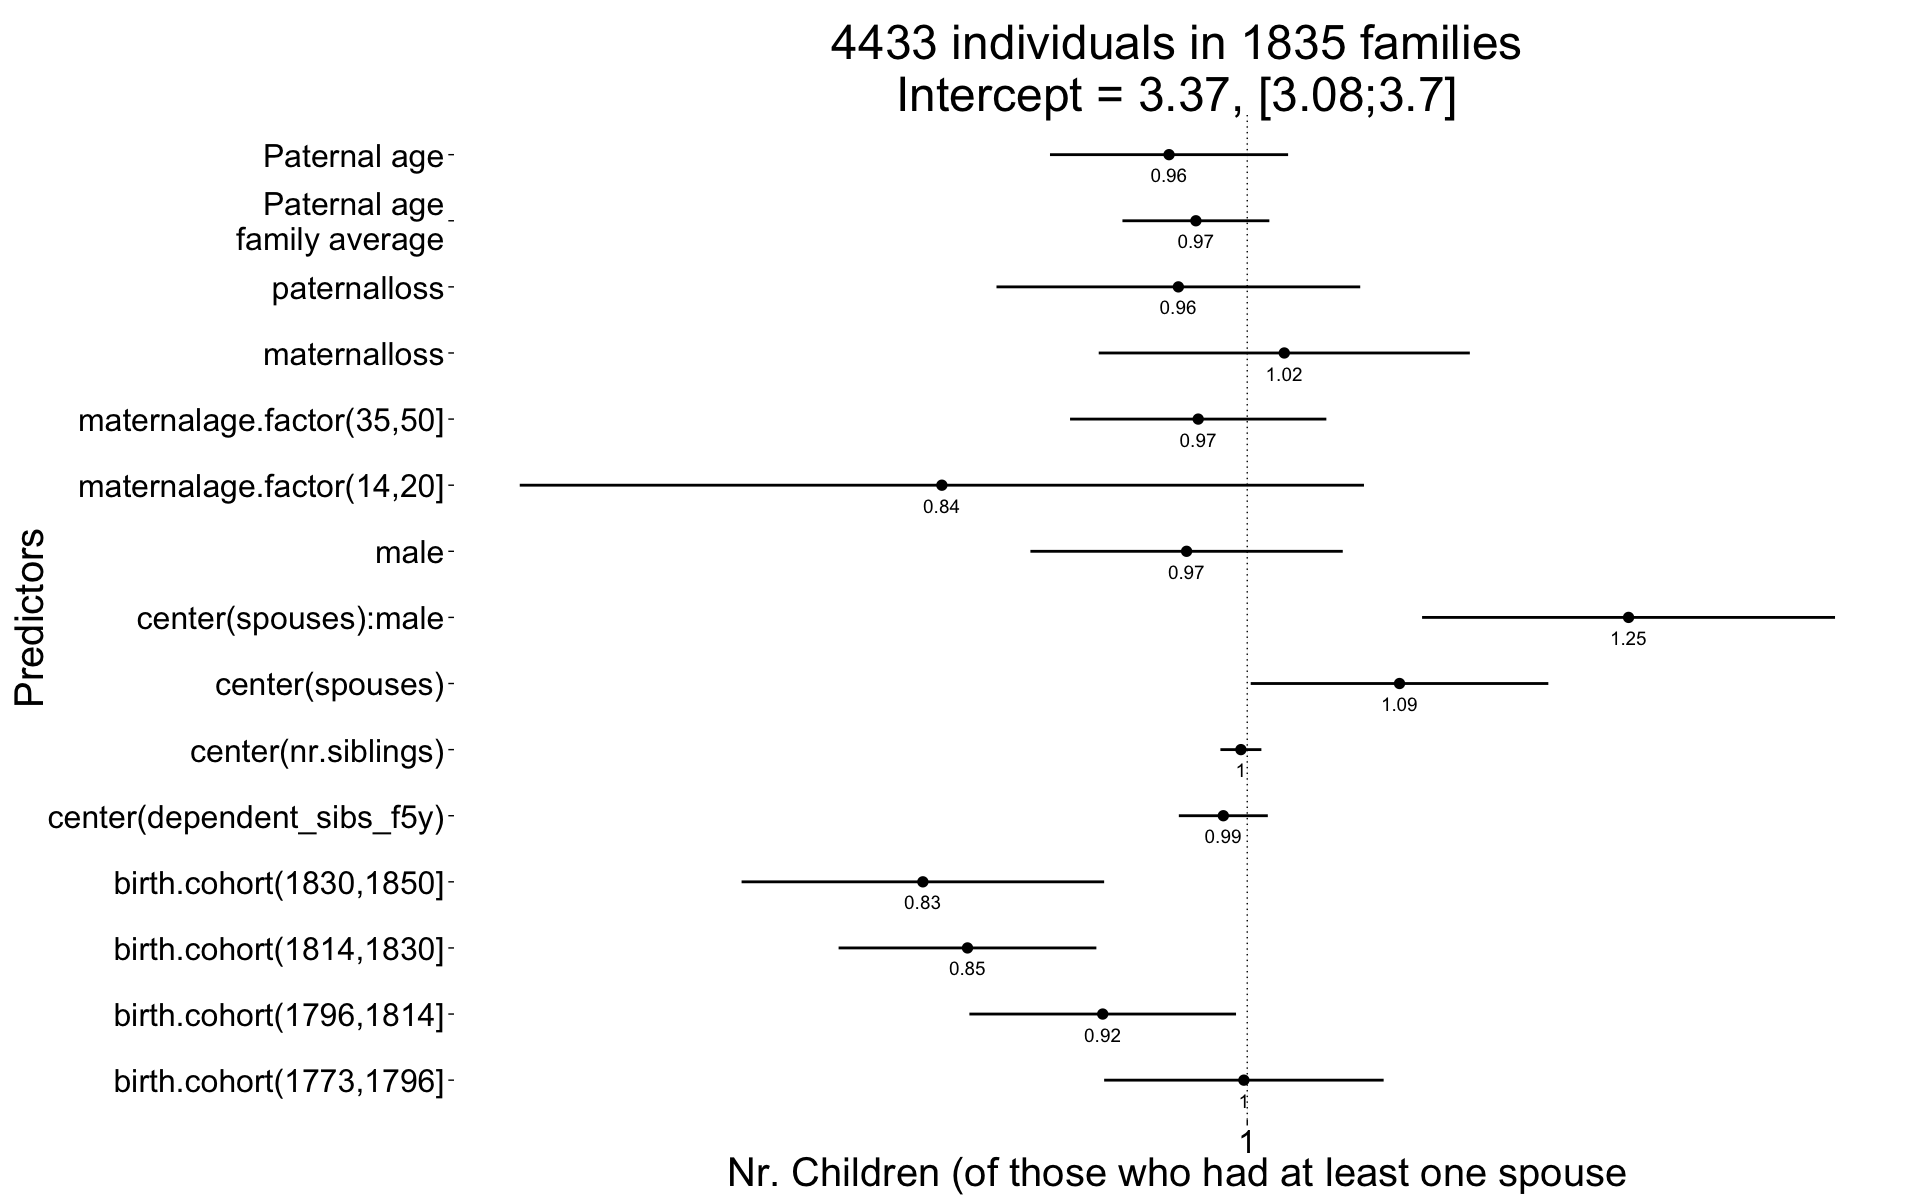 4433 individuals in 1835 families
Intercept = 3.37, [3.08;3.7]
Predictors
Paternal age
0.96
Paternal age
family average
0.97
paternalloss
0.96
maternalloss
1.02
maternalage.factor(35,50]
0.97
maternalage.factor(14,20]
0.84
male
0.97
center(spouses):male
1.25
center(spouses)
1.09
center(nr.siblings)
1
center(dependent_sibs_f5y)
0.99
birth.cohort(1830,1850]
0.83
birth.cohort(1814,1830]
0.85
birth.cohort(1796,1814]
0.92
birth.cohort(1773,1796]
1
1
Nr. Children (of those who had at least one spouse